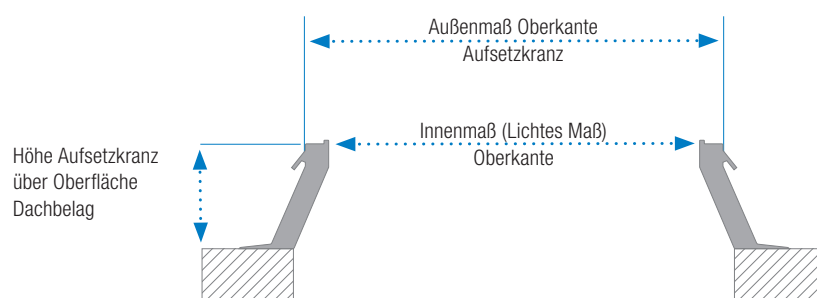 Außenmaß Oberkante
Aufsetzkranz
Innenmaß (Lichtes Maß)
Oberkante
Höhe Aufsetzkranz
über Oberfläche
Dachbelag